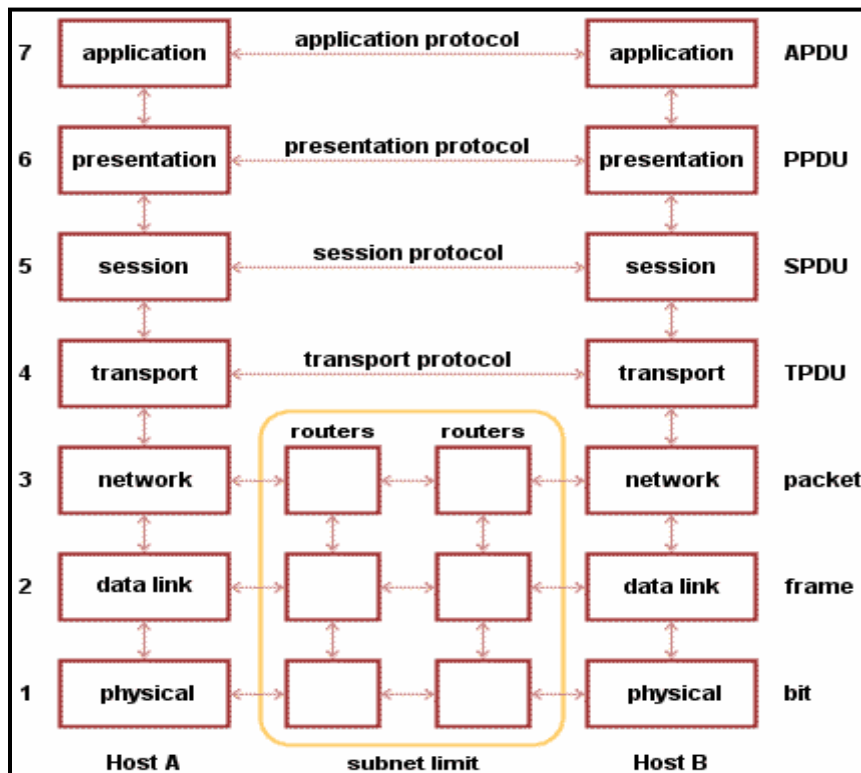 7 application application protocol application APDU
6 presentation presentation protocol presentation PPDU
5 session session protocol session SPDU
4 transport transport protocol transport TPDU
routers routers
3 network network packet
2 data link data link frame
1 physical physical bit
Host A subnet limit Host B